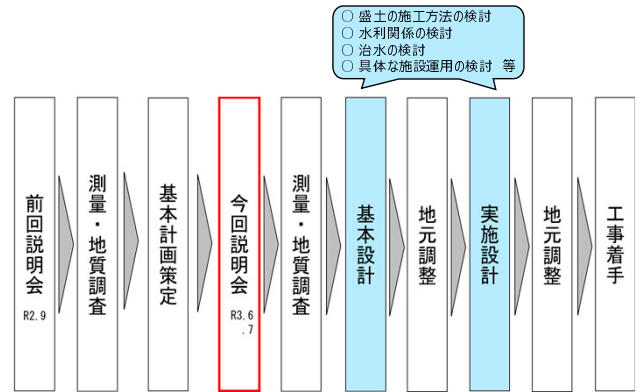 ○ 盛土の施工方法の検討
○ 水利関係の検討
○ 治水の検討
○ 具体な施設運用の検討 等
前回説明会
R2.9
測量・地質調査
基本計画策定
今回説明会
R3.6
.7
測量・地質調査
基本設計
地元調整
実施設計
地元調整
工事着手